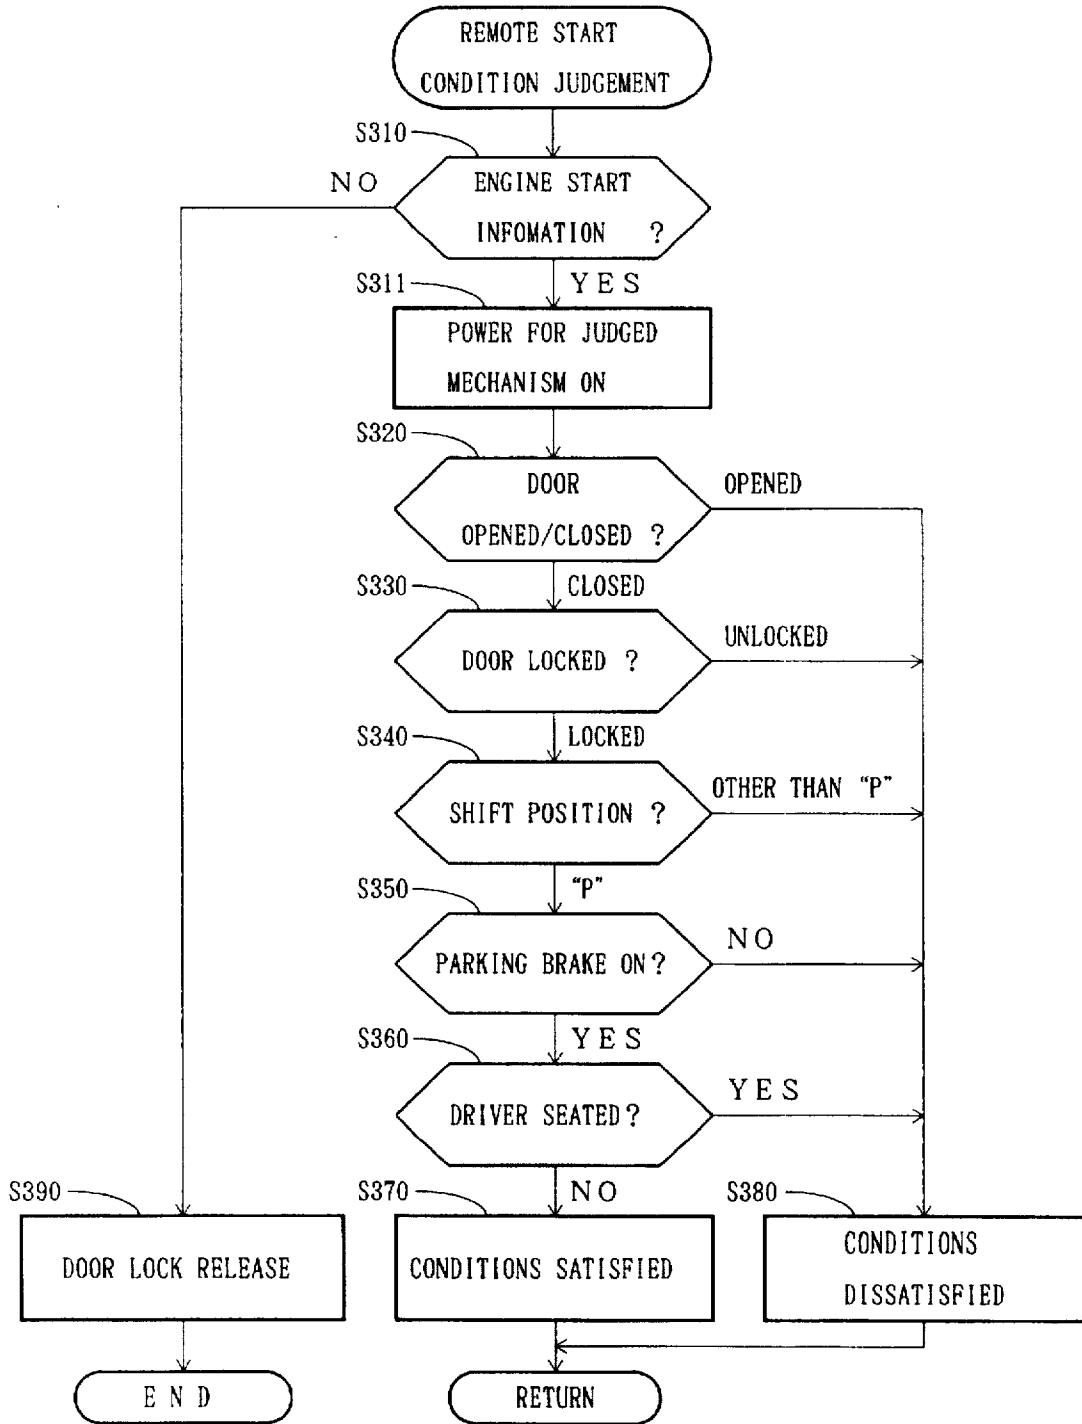 REMOTE START
CONDITION JUDGEMENT
S310
NO
ENGINE START
INFOMATION ?
S311
YES
POWER FOR JUDGED
MECHANISM ON
S320
DOOR
OPENED/CLOSED ?
OPENED
S330
CLOSED
DOOR LOCKED ?
UNLOCKED
S340
LOCKED
SHIFT POSITION ?
OTHER THAN “P”
S350
“P”
PARKING BRAKE ON?
NO
S360
YES
DRIVER SEATED?
YES
S390
S370
NO
S380
DOOR LOCK RELEASE
CONDITIONS SATISFIED
CONDITIONS
DISSATISFIED
END
RETURN